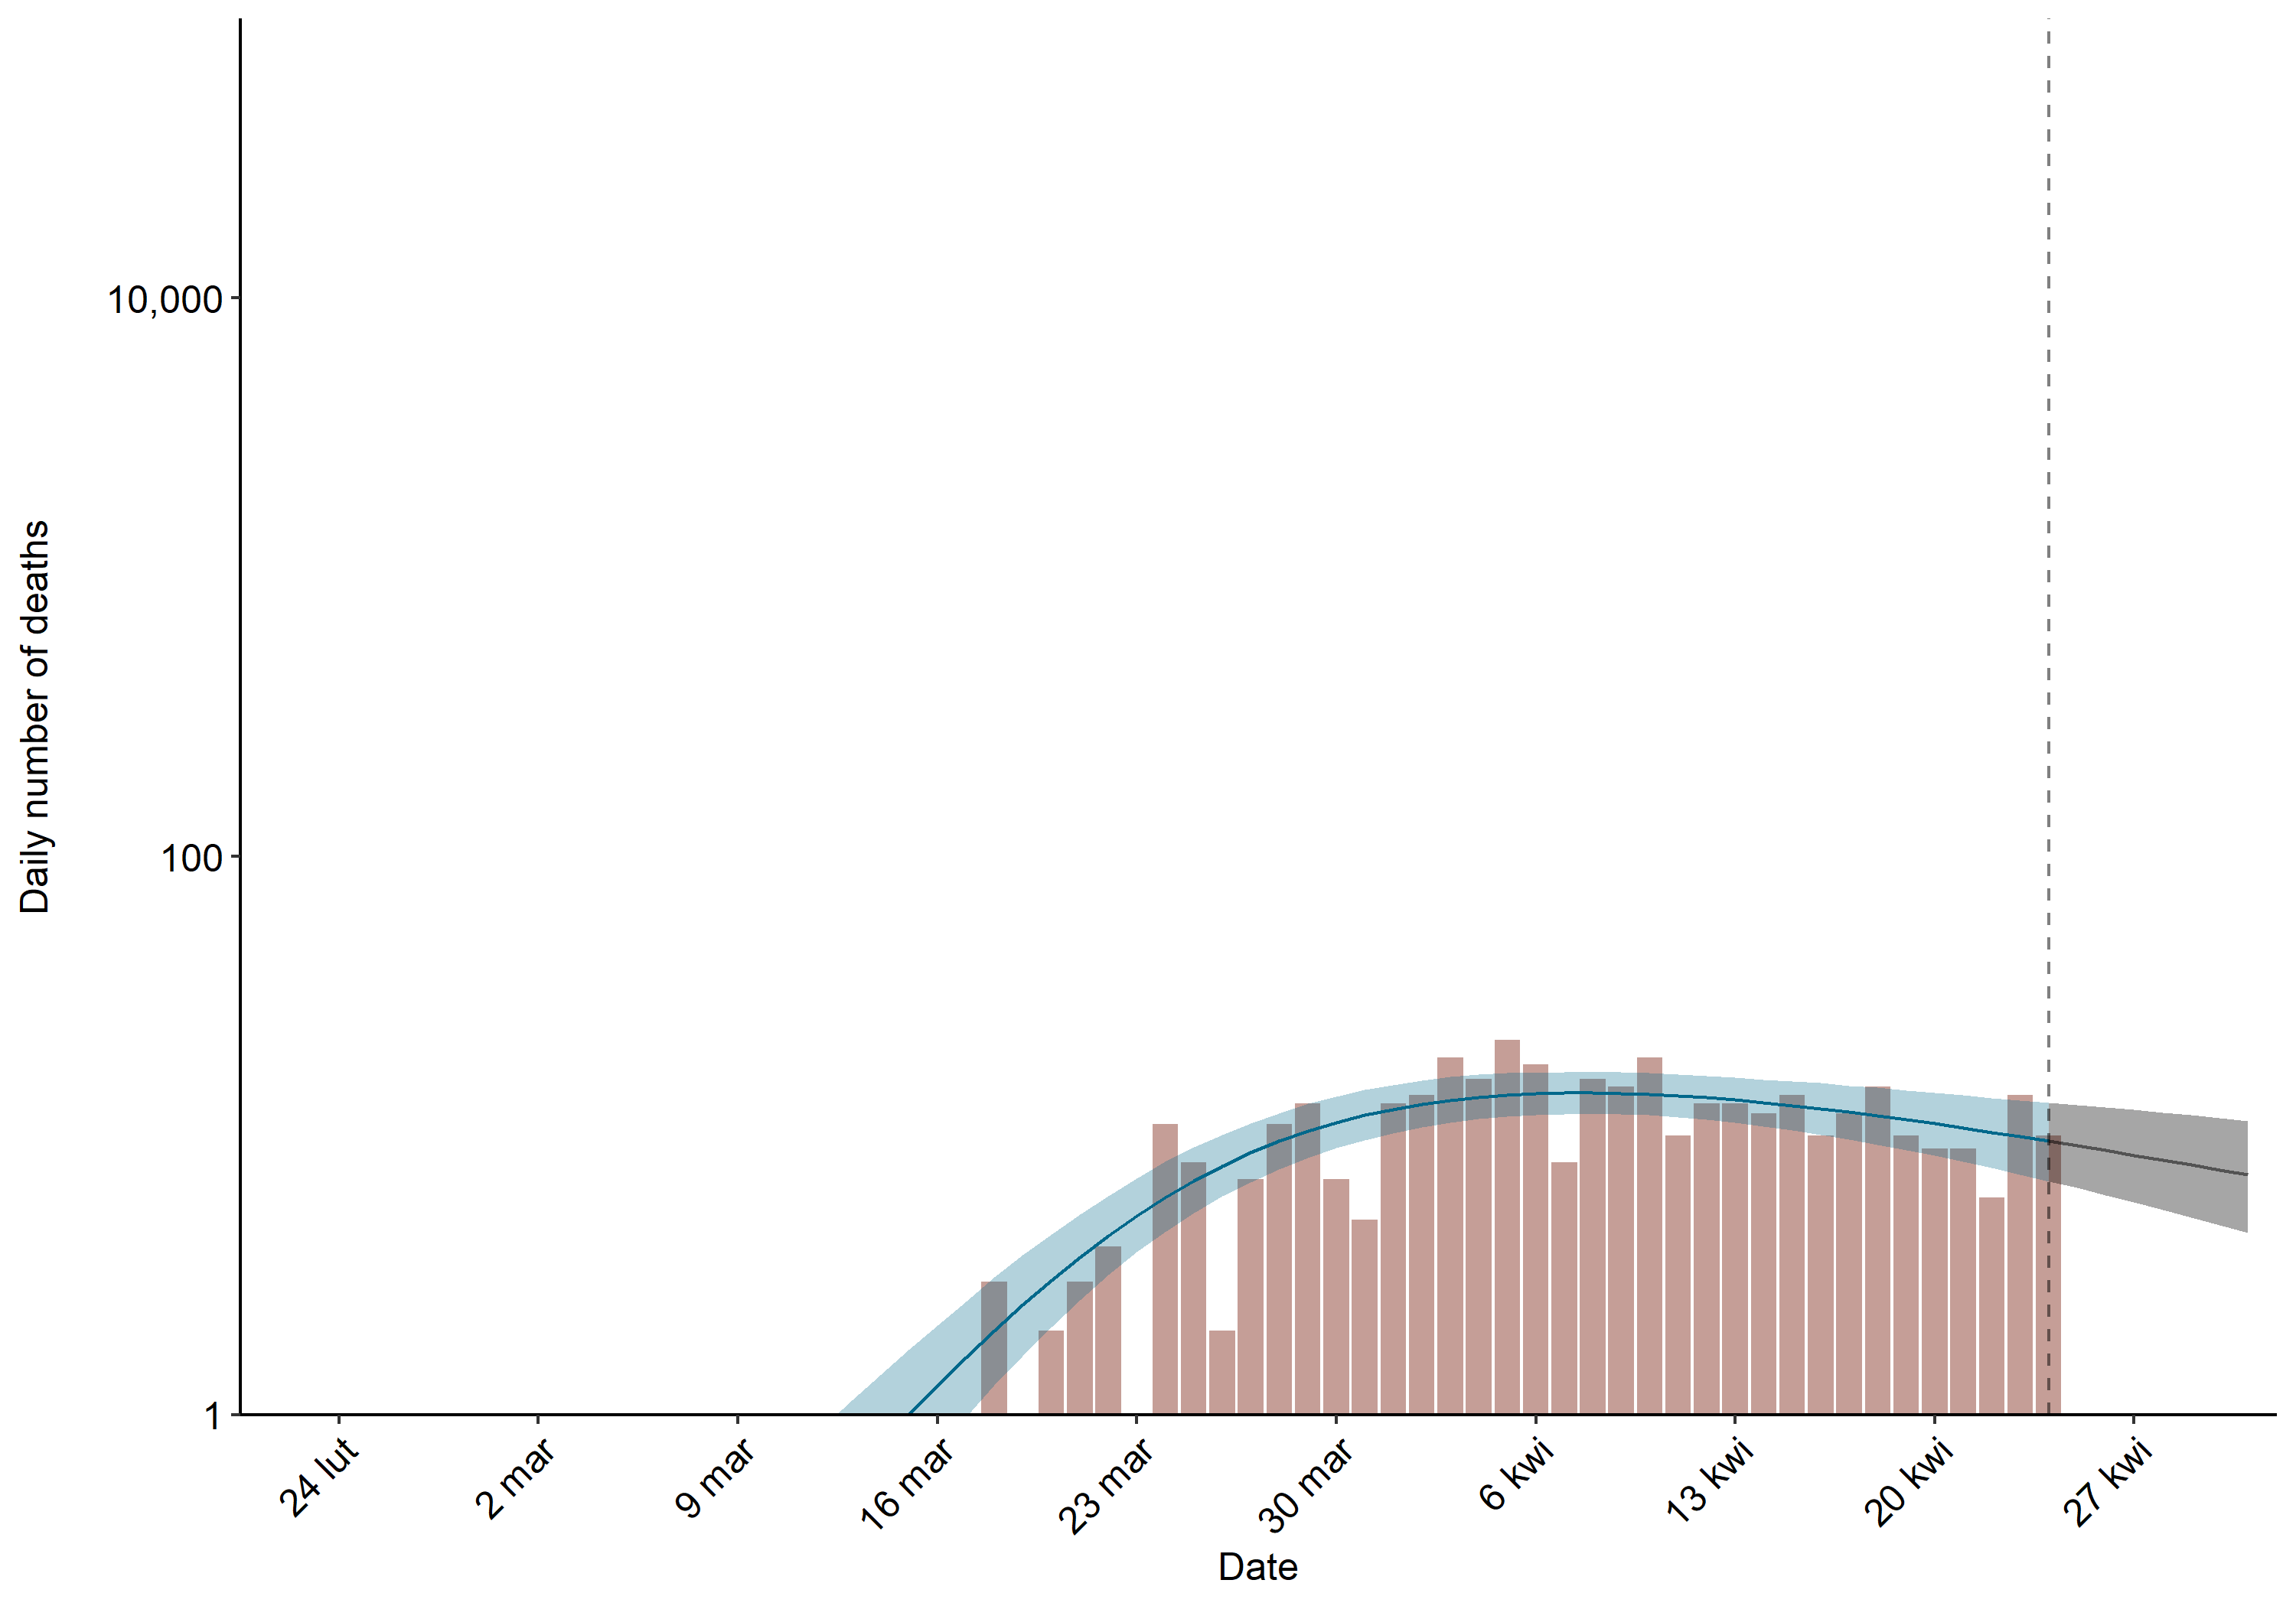 Daily number of deaths
10,000
100
1
24 lut
2 mar
9 mar
16 mar
23 mar
30 mar
6 kwi
13 kwi
20 kwi
27 kwi
Date